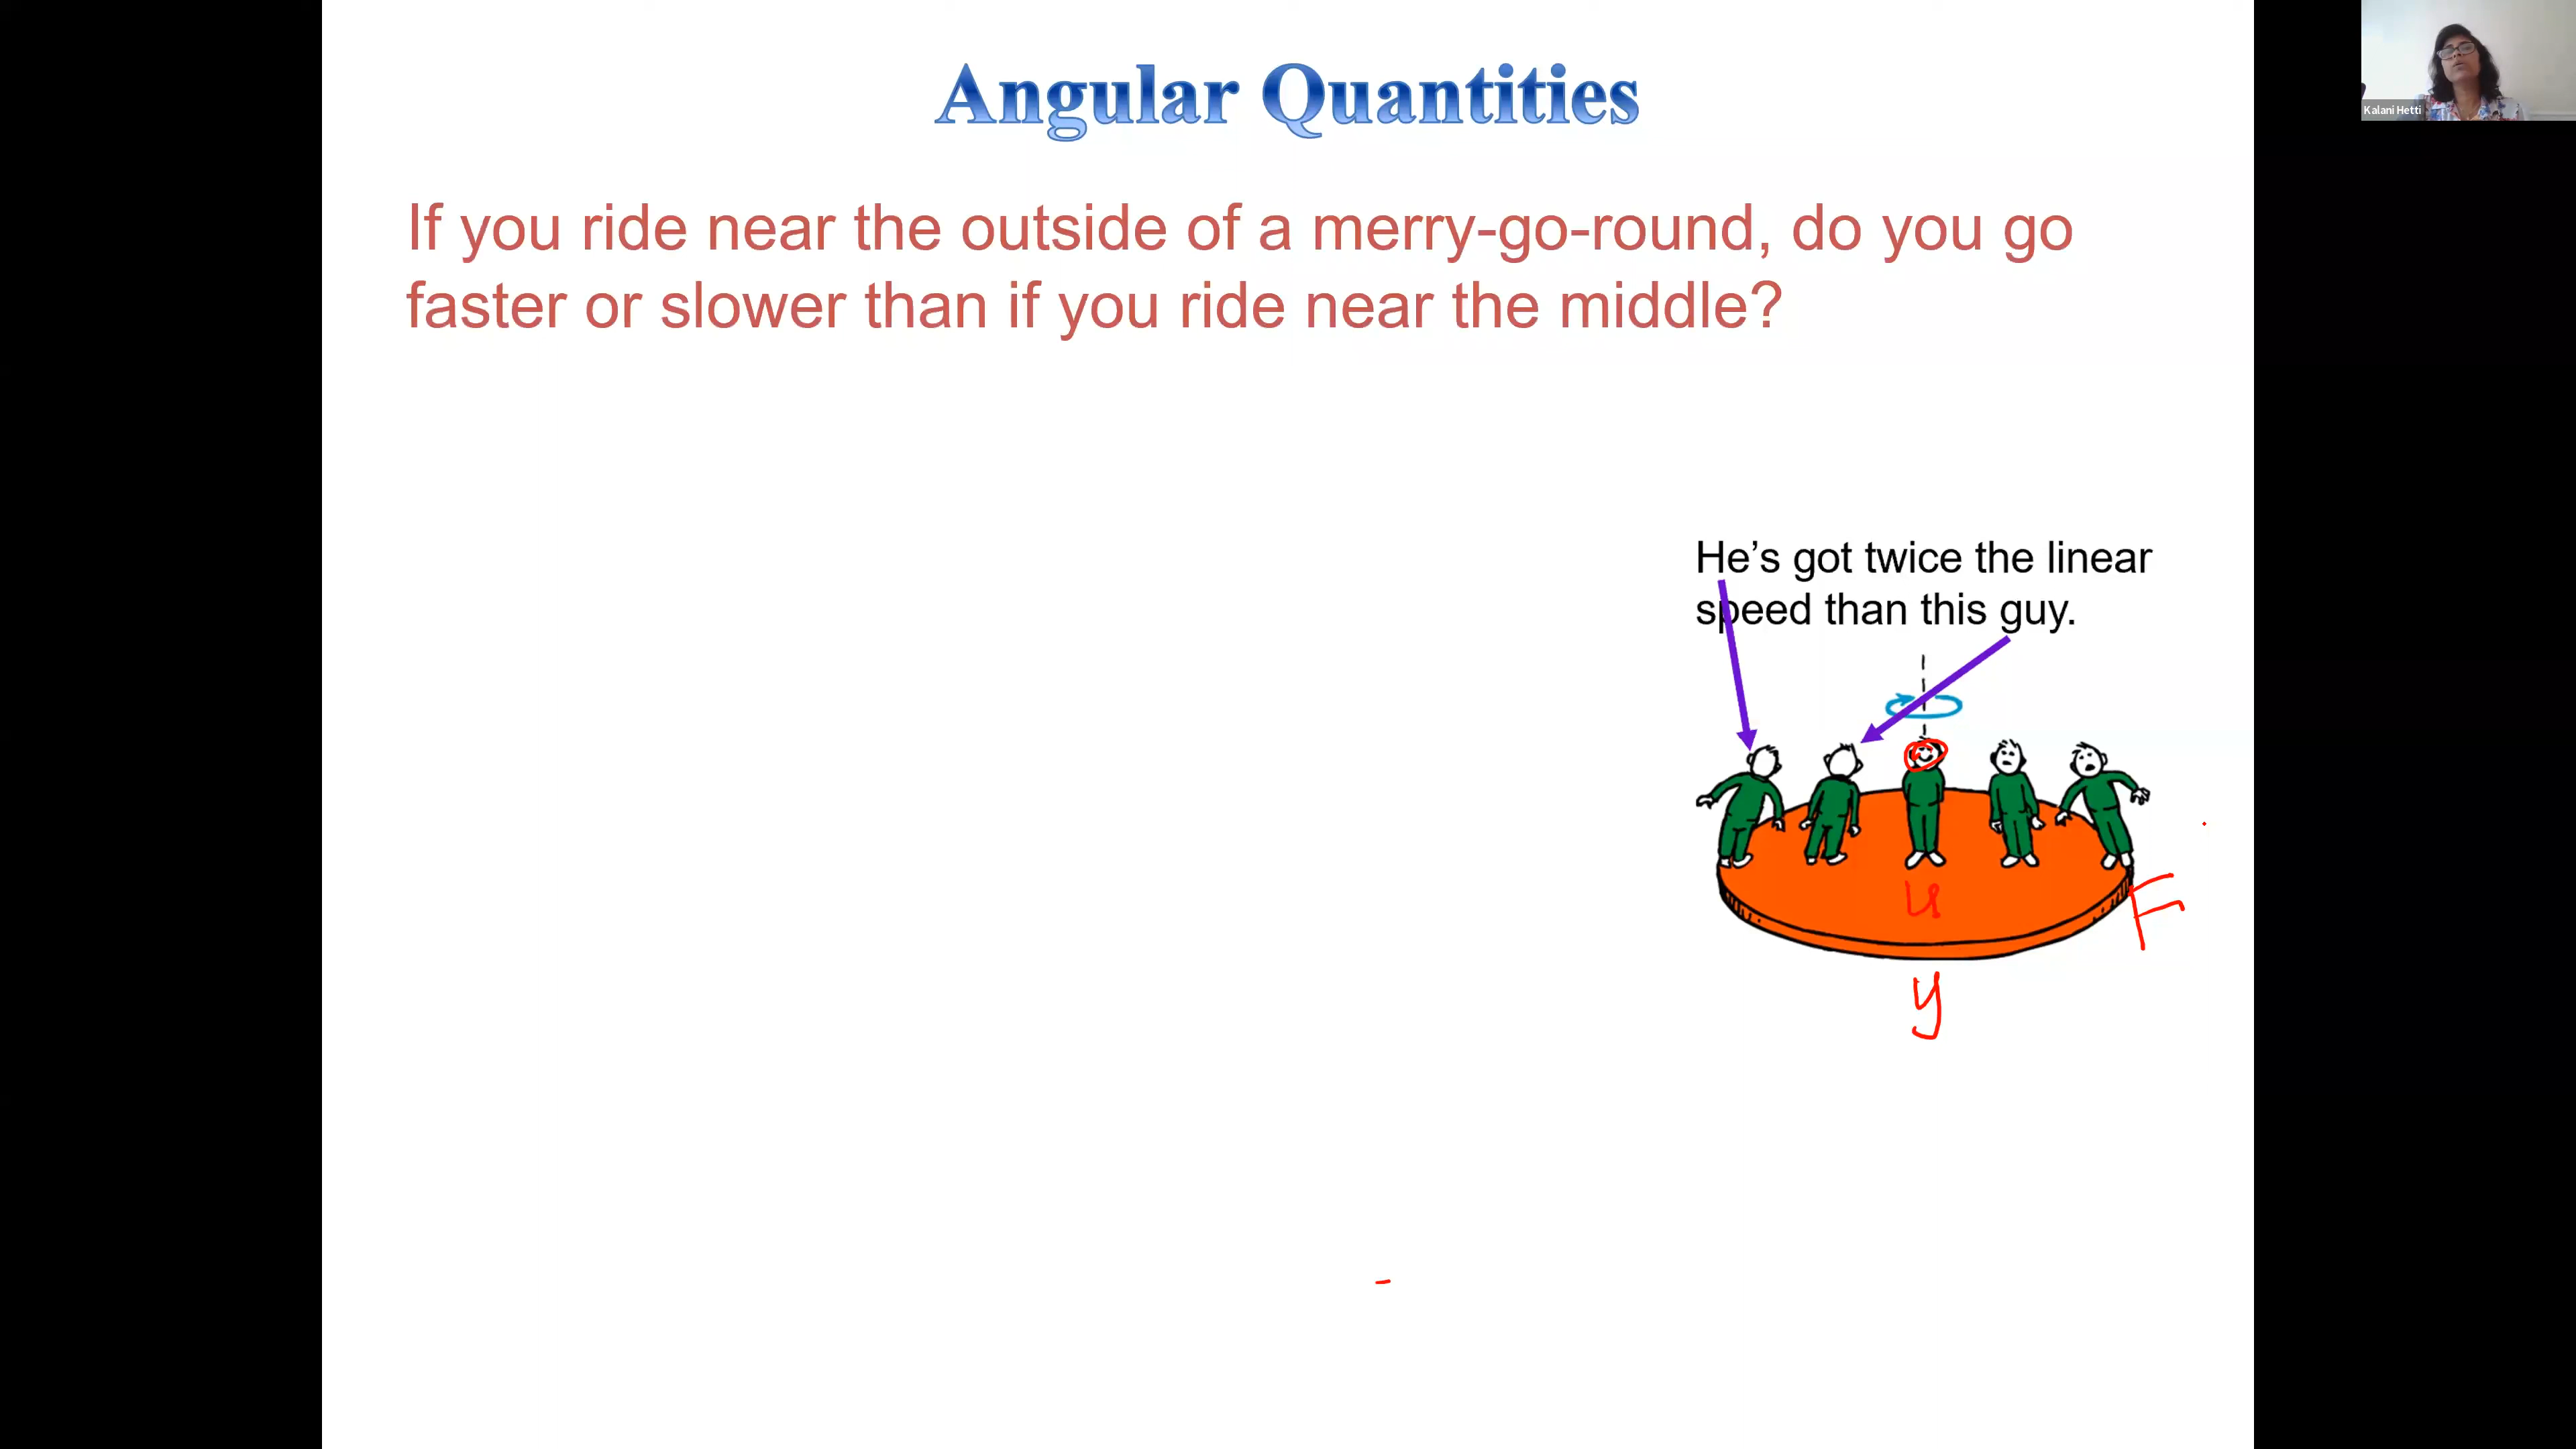 Angular Quantities
Kalani Hetti
If you ride near the outside of a merry-go-round, do you go
faster or slower than if you ride near the middle?
He’s got twice the linear
speed than this guy.
u
F
y